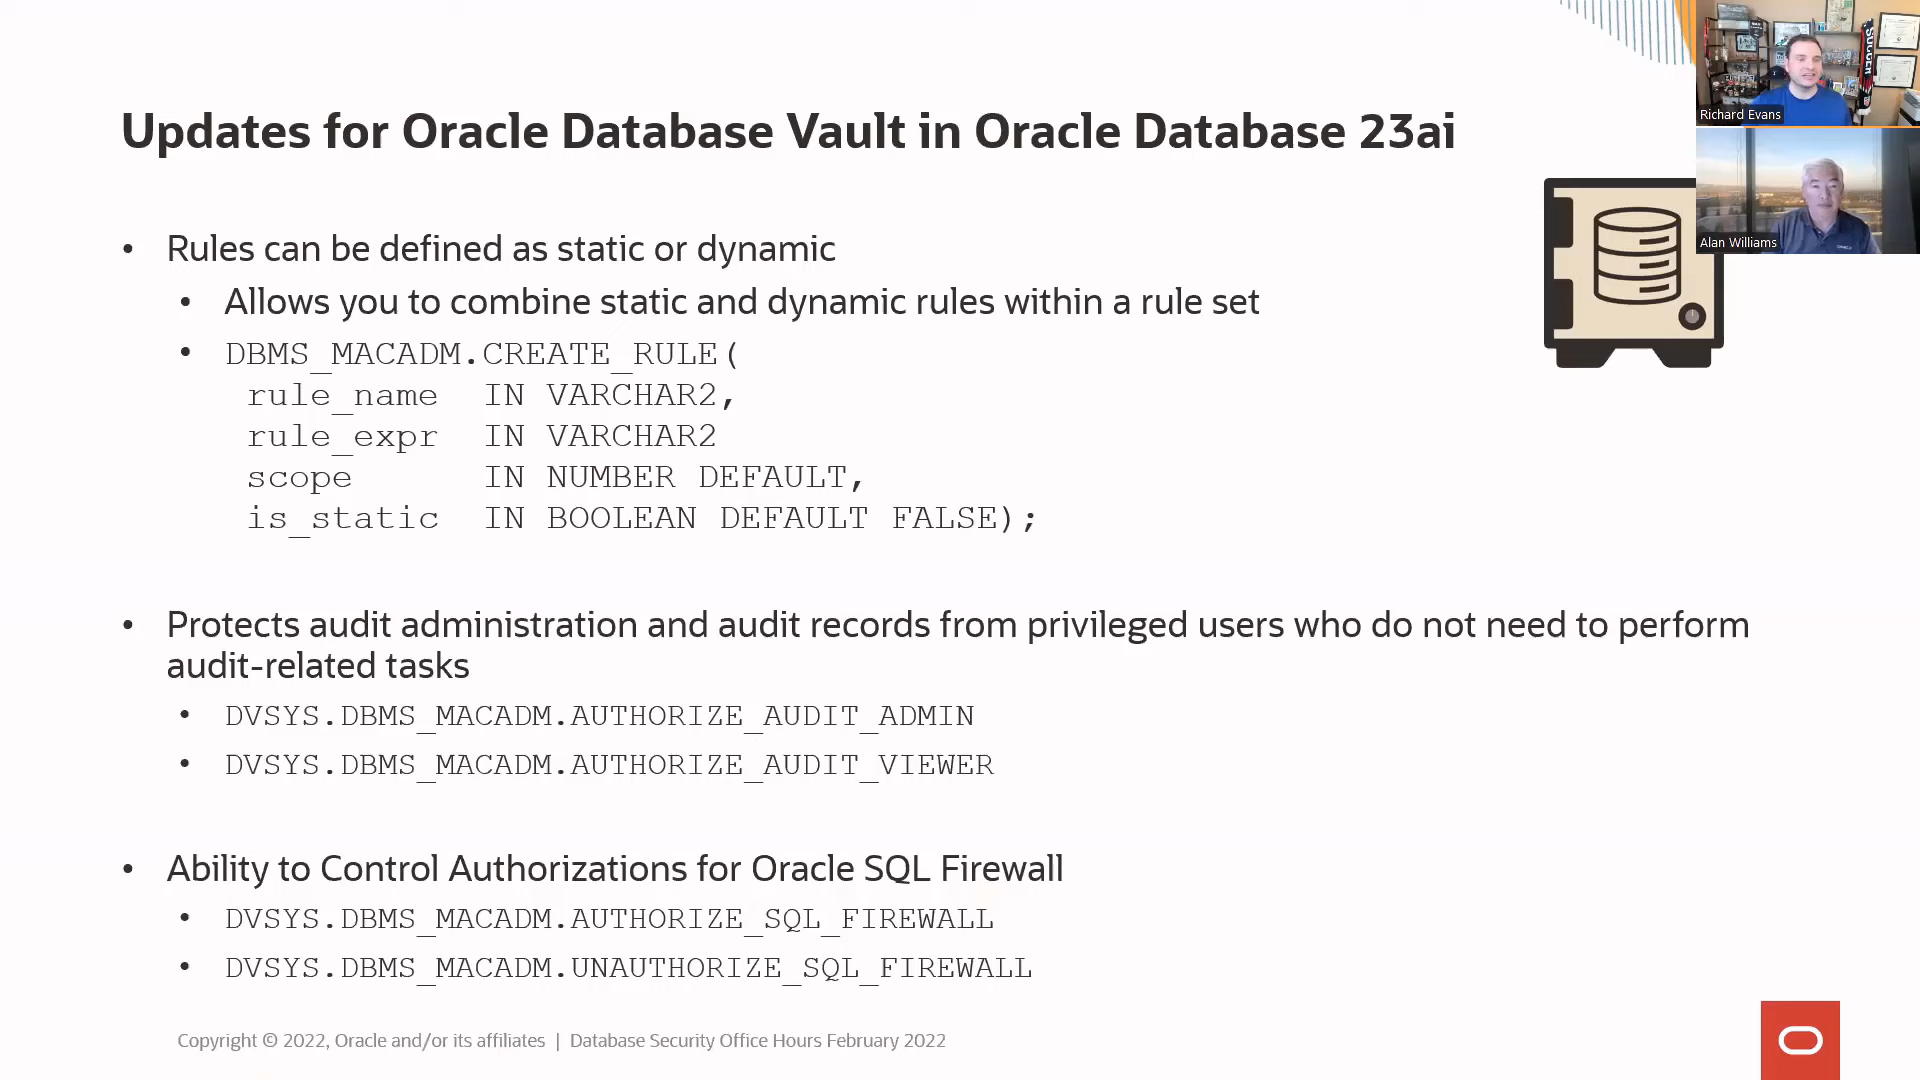 Updates for Oracle Database Vault in Oracle Database 23ai
• Rules can be defined as static or dynamic
• Allows you to combine static and dynamic rules within a rule set
• DBMS_MACADM.CREATE_RULE(
rule_name IN VARCHAR2,
rule_expr IN VARCHAR2
scope IN NUMBER DEFAULT,
is_static IN BOOLEAN DEFAULT FALSE);
• Protects audit administration and audit records from privileged users who do not need to perform
audit-related tasks
• DVSYS.DBMS_MACADM.AUTHORIZE_AUDIT_ADMIN
• DVSYS.DBMS_MACADM.AUTHORIZE_AUDIT_VIEWER
• Ability to Control Authorizations for Oracle SQL Firewall
• DVSYS.DBMS_MACADM.AUTHORIZE_SQL_FIREWALL
• DVSYS.DBMS_MACADM.UNAUTHORIZE_SQL_FIREWALL
Copyright © 2022, Oracle and/or its affiliates | Database Security Office Hours February 2022
SOCCER
Richard Evans
Alan Williams